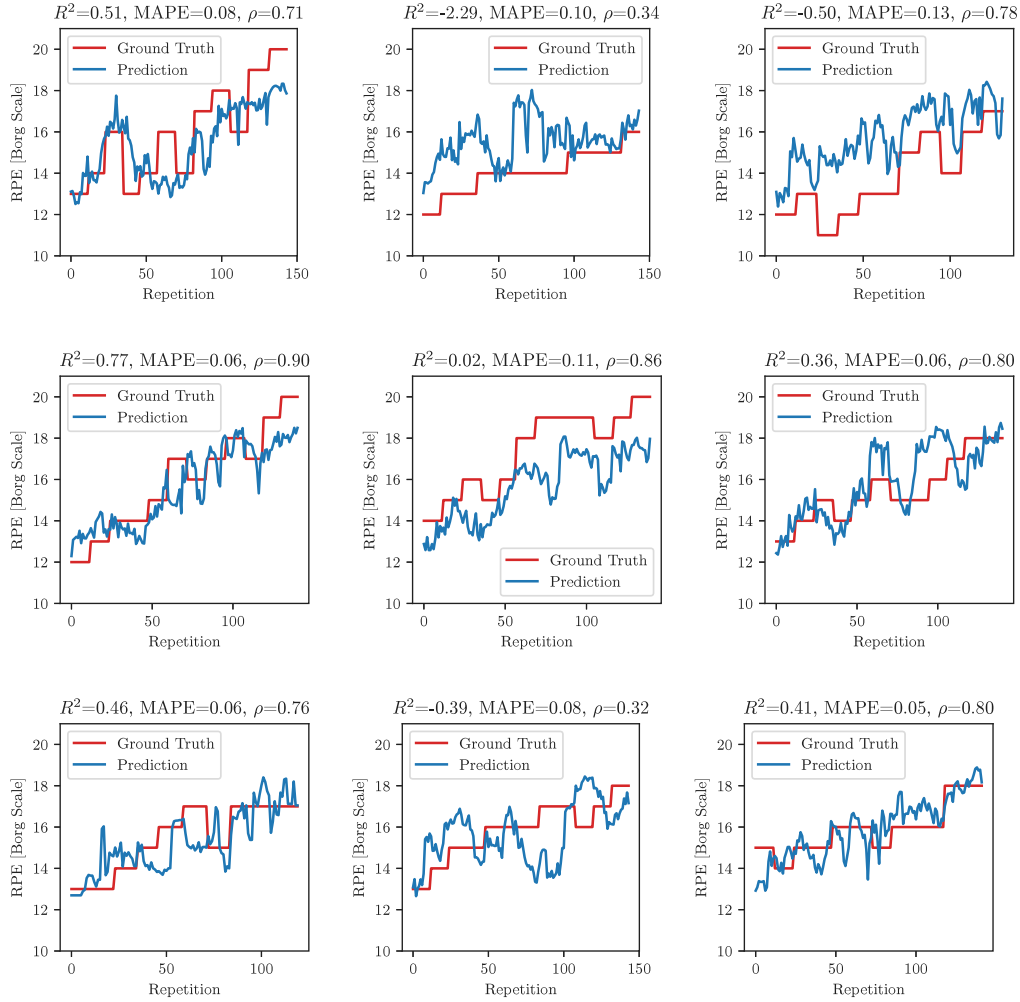 R²=0.51, MAPE=0.08, ρ=0.71
R²=-2.29, MAPE=0.10, ρ=0.34
R²=-0.50, MAPE=0.13, ρ=0.78
20
18
16
14
12
10
RPE [Borg Scale]
Ground Truth
Prediction
0
50
100
150
Repetition
20
18
16
14
12
10
RPE [Borg Scale]
Ground Truth
Prediction
0
50
100
150
Repetition
20
18
16
14
12
10
RPE [Borg Scale]
Ground Truth
Prediction
0
50
100
Repetition
R²=0.77, MAPE=0.06, ρ=0.90
R²=0.02, MAPE=0.11, ρ=0.86
R²=0.36, MAPE=0.06, ρ=0.80
20
18
16
14
12
10
RPE [Borg Scale]
Ground Truth
Prediction
0
50
100
Repetition
20
18
16
14
12
10
RPE [Borg Scale]
Ground Truth
Prediction
0
50
100
Repetition
20
18
16
14
12
10
RPE [Borg Scale]
Ground Truth
Prediction
0
50
100
Repetition
R²=0.46, MAPE=0.06, ρ=0.76
R²=-0.39, MAPE=0.08, ρ=0.32
R²=0.41, MAPE=0.05, ρ=0.80
20
18
16
14
12
10
RPE [Borg Scale]
Ground Truth
Prediction
0
50
100
Repetition
20
18
16
14
12
10
RPE [Borg Scale]
Ground Truth
Prediction
0
50
100
150
Repetition
20
18
16
14
12
10
RPE [Borg Scale]
Ground Truth
Prediction
0
50
100
Repetition